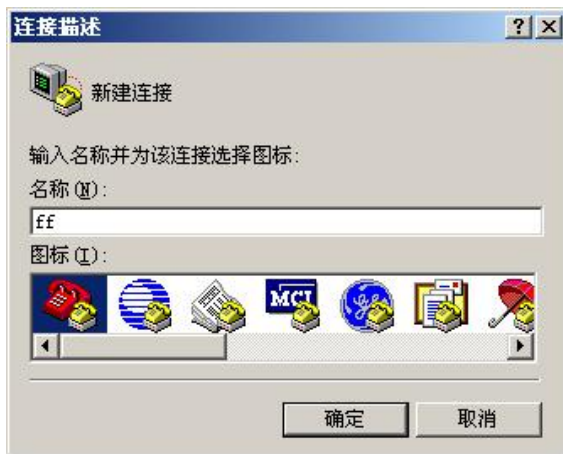 连接描述
新建连接
输入名称并为该连接选择图标:
名称(N):
ff
图标(I):
MCI
确定 取消